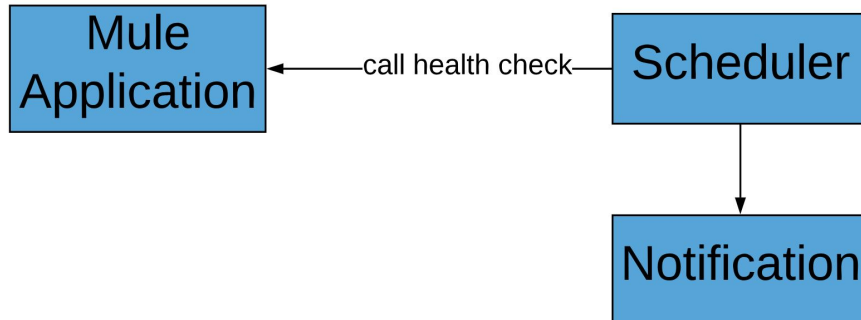 Mule
Application
call health check
Scheduler
Notification